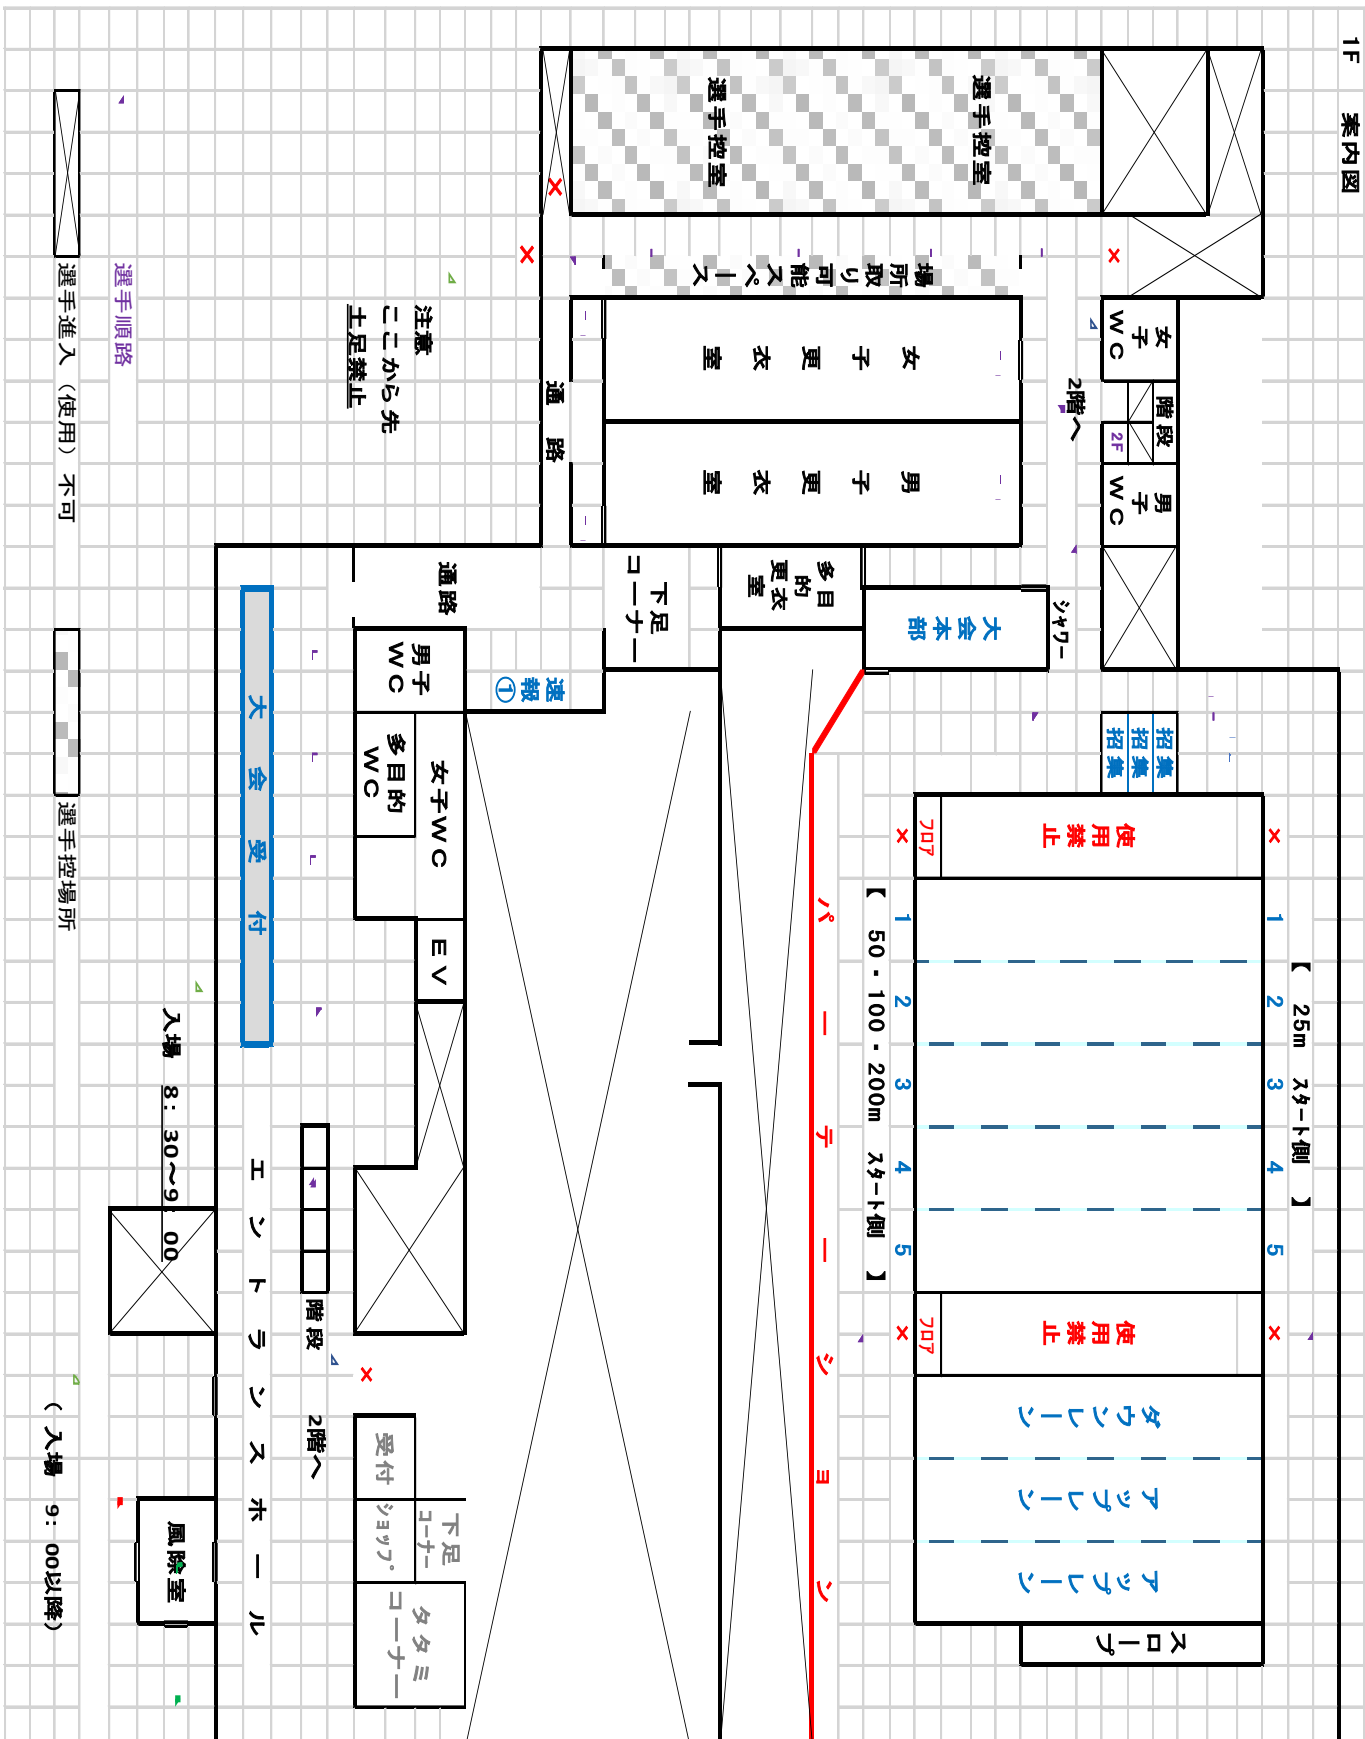 1F　案内図
選手控室
選手控室
場所取り可能スペース
女子更衣室
男子更衣室
女子
WC
階段
2F
男子
WC
2階へ
通路
注意
ここから先
土足禁止
選手順路
選手進入（使用）不可
選手控場所
シャワー
大会本部
多目的更衣室
下足コーナー
通路
速報①
男子WC
多目的WC
女子WC
EV
大会受付
招集
招集
招集
使用禁止
フロア
【　25m　スタート側　】
1
2
3
4
5
1
2
3
4
5
【　50・100・200m　スタート側　】
使用禁止
フロア
ダウンレーン
アップレーン
アップレーン
スロープ
パーテーション
エントランスホール
階段
2階へ
受付
ショップ
下足コーナー
タタミコーナー
風除室
入場　8：30～9：00
（入場　9：00以降）